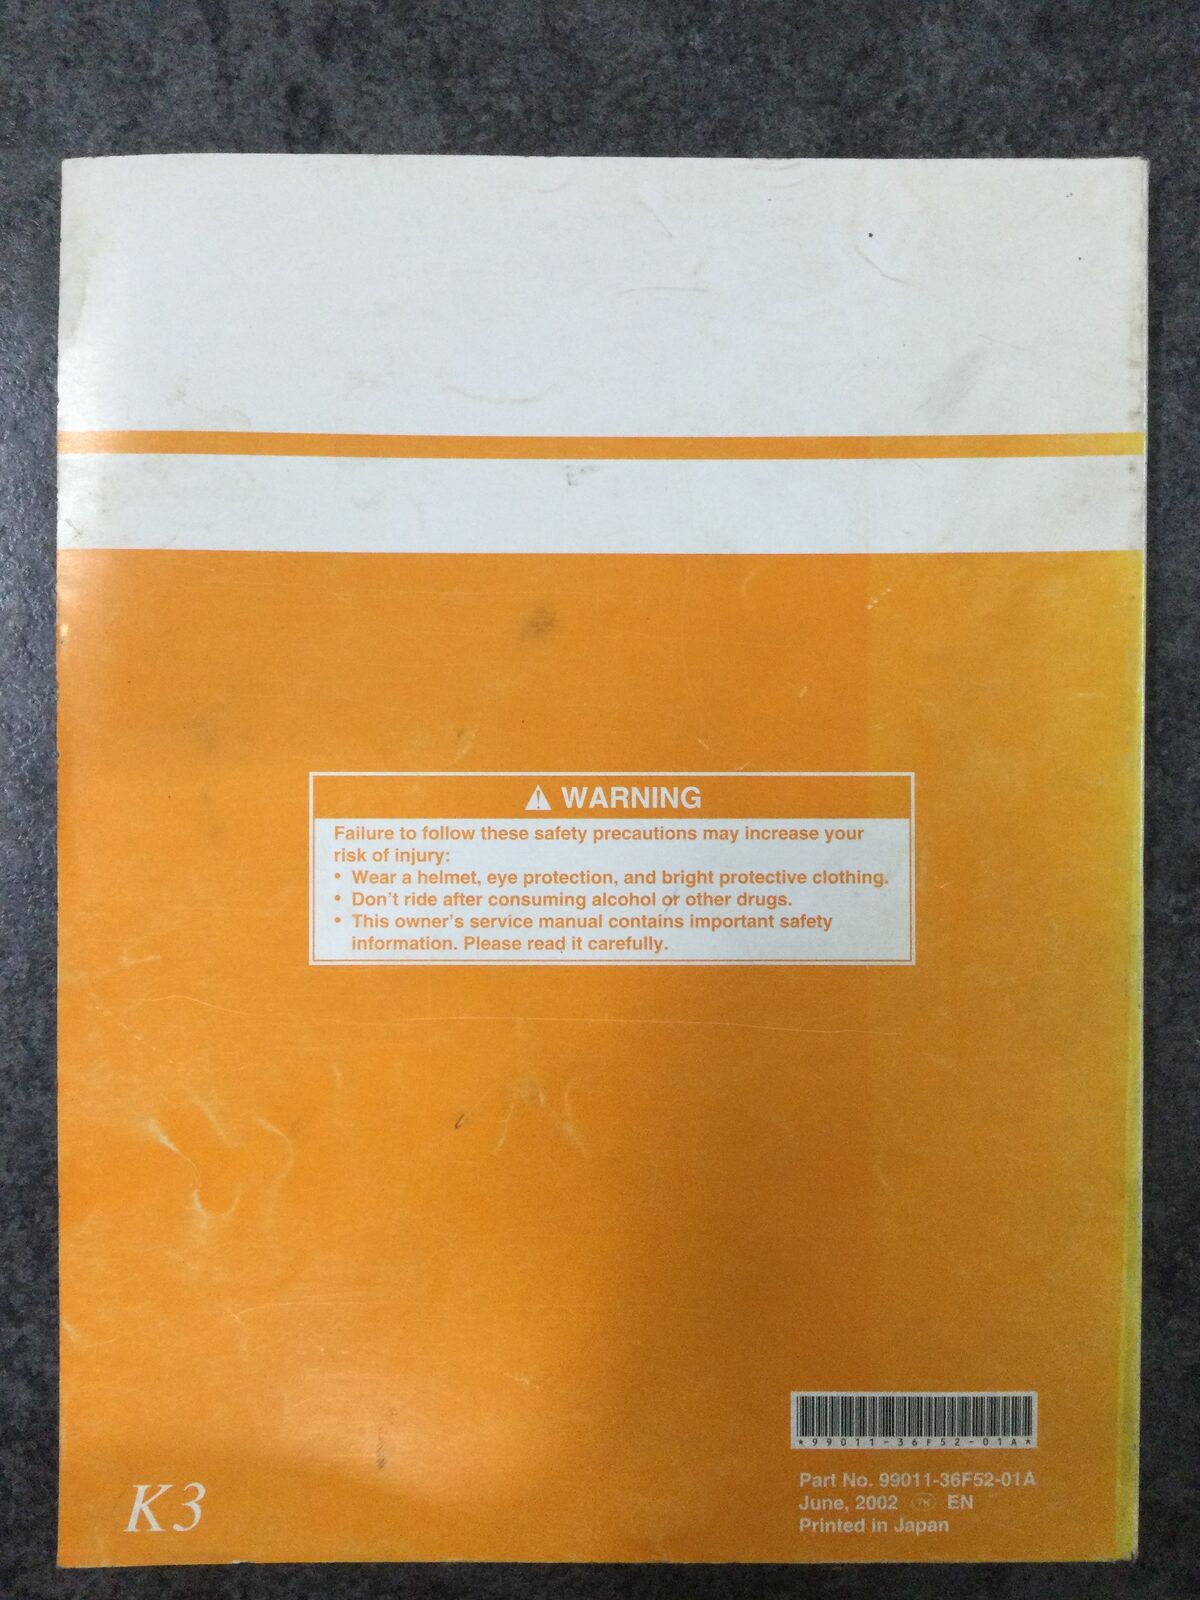 WARNING
Failure to follow these safety precautions may increase your
risk of injury:
• Wear a helmet, eye protection, and bright protective clothing.
• Don't ride after consuming alcohol or other drugs.
• This owner's service manual contains important safety
information. Please read it carefully.
*99011-36F52-01A*
Part No. 99011-36F52-01A
June, 2002 TK EN
Printed in Japan
K3